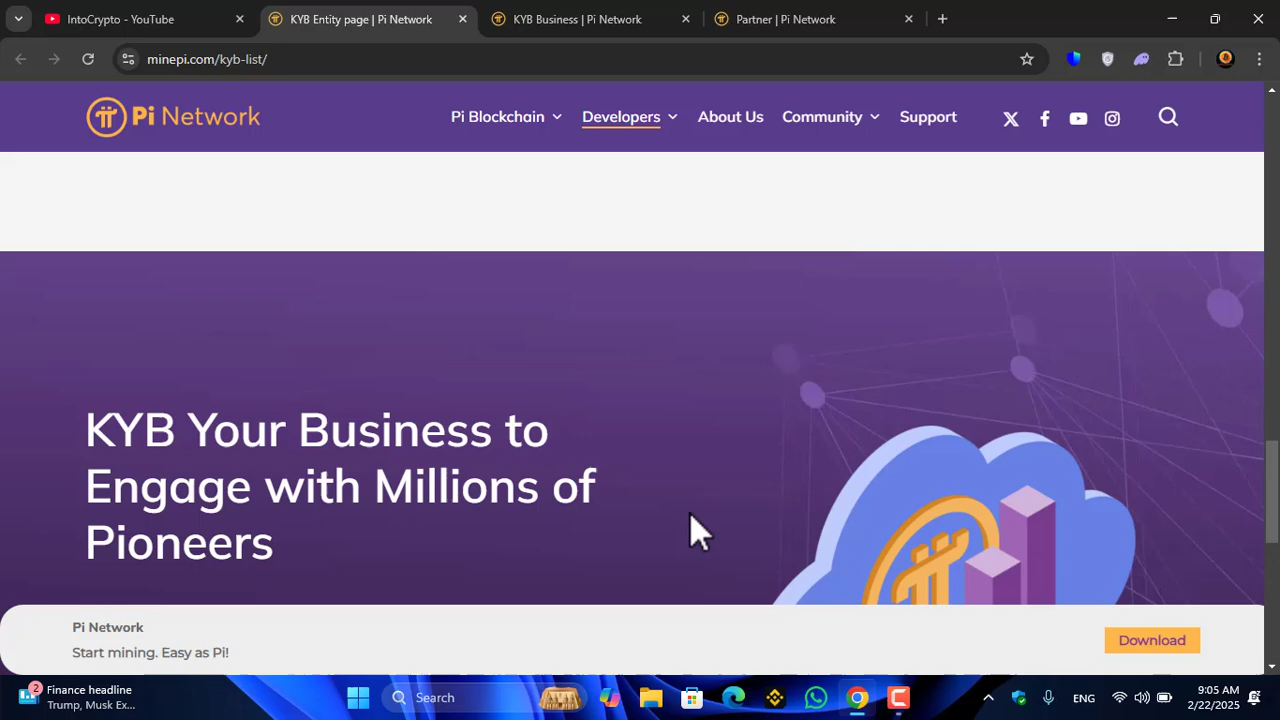 IntoCrypto - YouTube
KYB Entity page | Pi Network
KYB Business | Pi Network
Partner | Pi Network
minepi.com/kyb-list/
Pi Network
Pi Blockchain
Developers
About Us
Community
Support
KYB Your Business to
Engage with Millions of
Pioneers
Pi Network
Start mining. Easy as Pi!
Download
2
Finance headline
Trump, Musk Ex...
Search
ENG
9:05 AM
2/22/2025